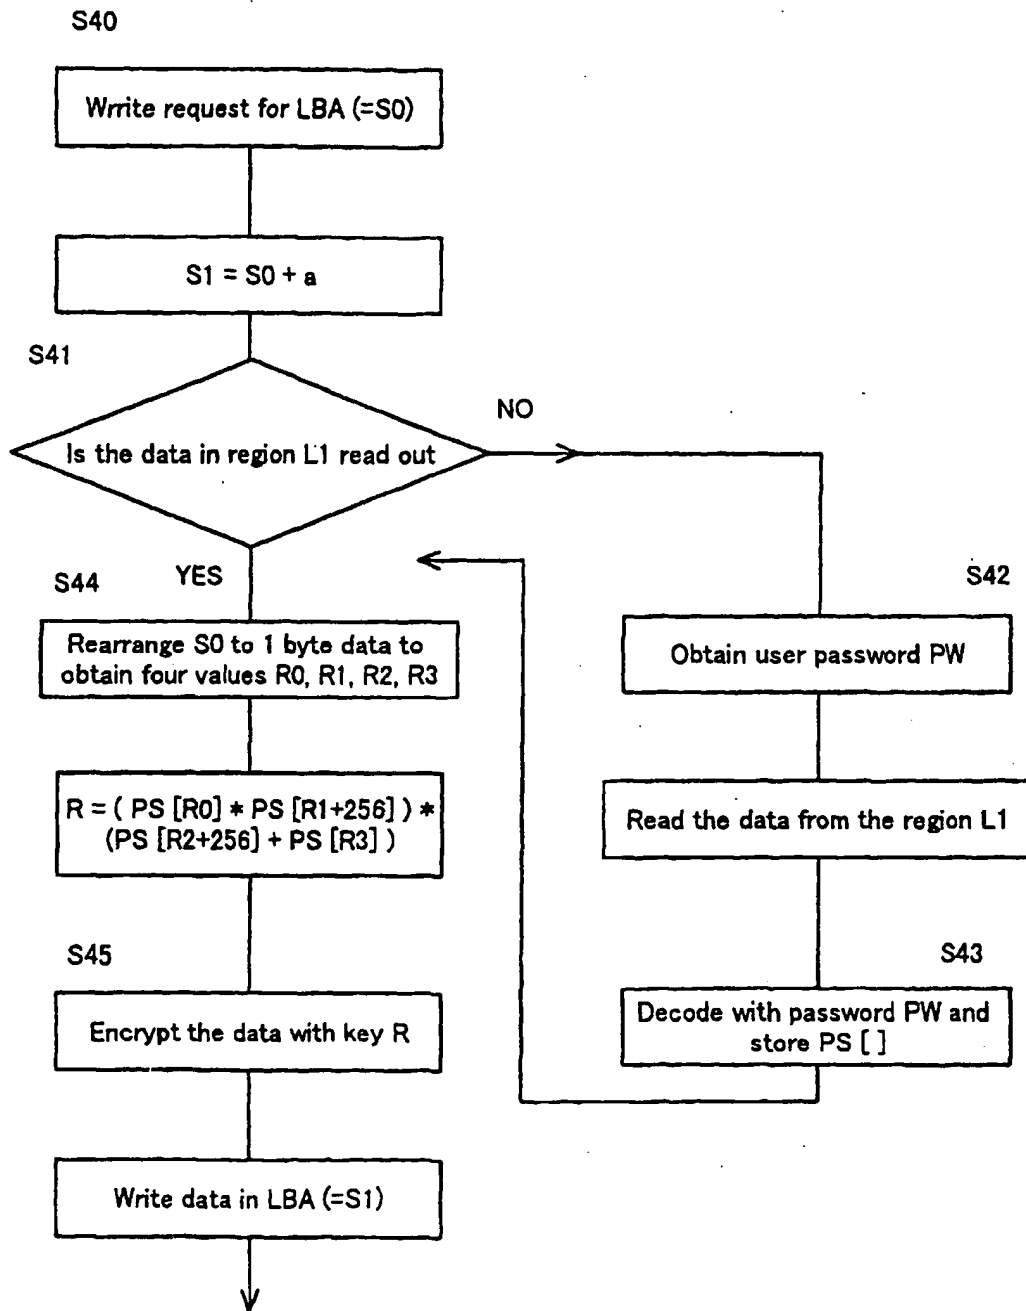 S40
Wrrite request for LBA (=S0)
S1 = S0 + a
S41
Is the data in region L1 read out
NO
YES
S44
Rearrange S0 to 1 byte data to
obtain four values R0, R1, R2, R3
R = ( PS [R0] * PS [R1+256] ) *
(PS [R2+256] + PS [R3] )
S45
Encrypt the data with key R
Write data in LBA (=S1)
S42
Obtain user password PW
Read the data from the region L1
S43
Decode with password PW and
store PS [ ]